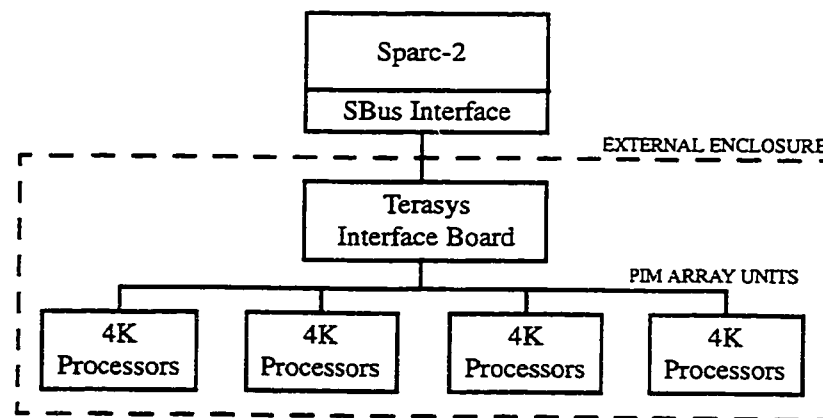 Sparc-2
SBus Interface
EXTERNAL ENCLOSURE
Terasys
Interface Board
PIM ARRAY UNITS
4K
Processors
4K
Processors
4K
Processors
4K
Processors